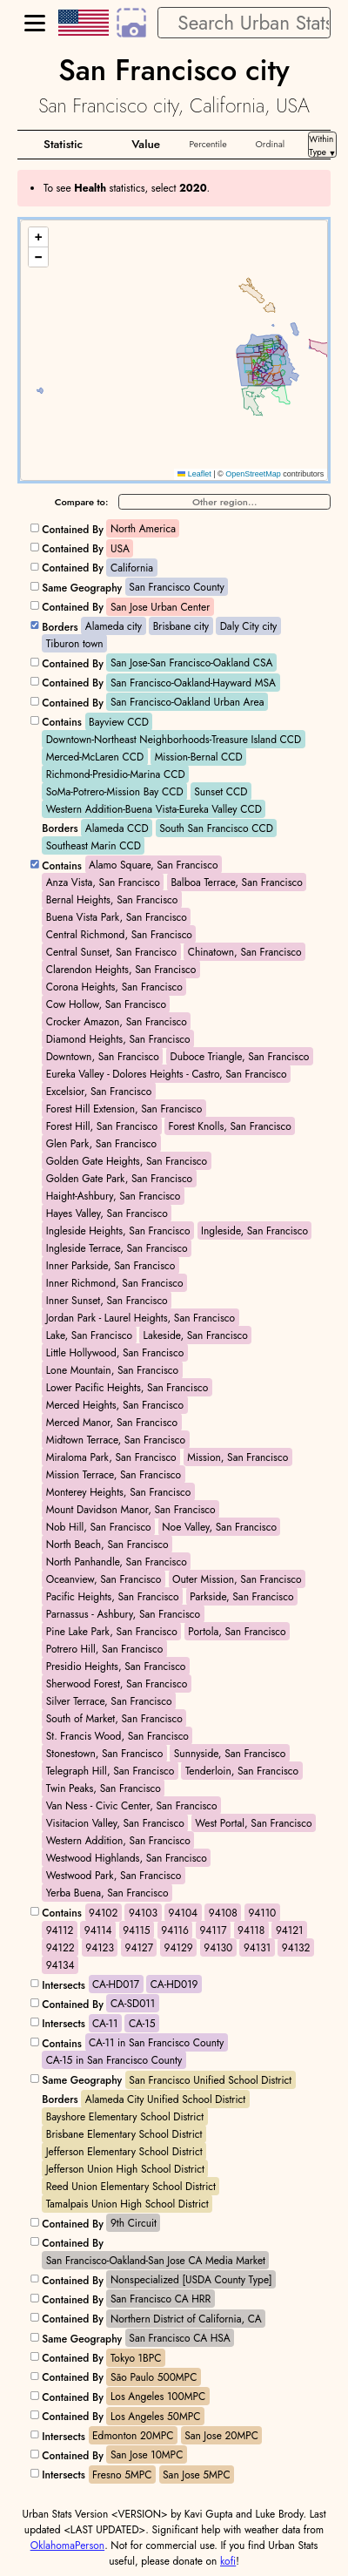 Search Urban Stats
San Francisco city
San Francisco city, California, USA
Statistic Value Percentile Ordinal Within Type ▼
• To see Health statistics, select 2020.
+
−
Leaflet | © OpenStreetMap contributors
Compare to: Other region...
Contained By North America
Contained By USA
Contained By California
Same Geography San Francisco County
Contained By San Jose Urban Center
Borders Alameda city Brisbane city Daly City city
Tiburon town
Contained By San Jose-San Francisco-Oakland CSA
Contained By San Francisco-Oakland-Hayward MSA
Contained By San Francisco-Oakland Urban Area
Contains Bayview CCD
Downtown-Northeast Neighborhoods-Treasure Island CCD
Merced-McLaren CCD Mission-Bernal CCD
Richmond-Presidio-Marina CCD
SoMa-Potrero-Mission Bay CCD Sunset CCD
Western Addition-Buena Vista-Eureka Valley CCD
Borders Alameda CCD South San Francisco CCD
Southeast Marin CCD
Contains Alamo Square, San Francisco
Anza Vista, San Francisco Balboa Terrace, San Francisco
Bernal Heights, San Francisco
Buena Vista Park, San Francisco
Central Richmond, San Francisco
Central Sunset, San Francisco Chinatown, San Francisco
Clarendon Heights, San Francisco
Corona Heights, San Francisco
Cow Hollow, San Francisco
Crocker Amazon, San Francisco
Diamond Heights, San Francisco
Downtown, San Francisco Duboce Triangle, San Francisco
Eureka Valley - Dolores Heights - Castro, San Francisco
Excelsior, San Francisco
Forest Hill Extension, San Francisco
Forest Hill, San Francisco Forest Knolls, San Francisco
Glen Park, San Francisco
Golden Gate Heights, San Francisco
Golden Gate Park, San Francisco
Haight-Ashbury, San Francisco
Hayes Valley, San Francisco
Ingleside Heights, San Francisco Ingleside, San Francisco
Ingleside Terrace, San Francisco
Inner Parkside, San Francisco
Inner Richmond, San Francisco
Inner Sunset, San Francisco
Jordan Park - Laurel Heights, San Francisco
Lake, San Francisco Lakeside, San Francisco
Little Hollywood, San Francisco
Lone Mountain, San Francisco
Lower Pacific Heights, San Francisco
Merced Heights, San Francisco
Merced Manor, San Francisco
Midtown Terrace, San Francisco
Miraloma Park, San Francisco Mission, San Francisco
Mission Terrace, San Francisco
Monterey Heights, San Francisco
Mount Davidson Manor, San Francisco
Nob Hill, San Francisco Noe Valley, San Francisco
North Beach, San Francisco
North Panhandle, San Francisco
Oceanview, San Francisco Outer Mission, San Francisco
Pacific Heights, San Francisco Parkside, San Francisco
Parnassus - Ashbury, San Francisco
Pine Lake Park, San Francisco Portola, San Francisco
Potrero Hill, San Francisco
Presidio Heights, San Francisco
Sherwood Forest, San Francisco
Silver Terrace, San Francisco
South of Market, San Francisco
St. Francis Wood, San Francisco
Stonestown, San Francisco Sunnyside, San Francisco
Telegraph Hill, San Francisco Tenderloin, San Francisco
Twin Peaks, San Francisco
Van Ness - Civic Center, San Francisco
Visitacion Valley, San Francisco West Portal, San Francisco
Western Addition, San Francisco
Westwood Highlands, San Francisco
Westwood Park, San Francisco
Yerba Buena, San Francisco
Contains 94102 94103 94104 94108 94110
94112 94114 94115 94116 94117 94118 94121
94122 94123 94127 94129 94130 94131 94132
94134
Intersects CA-HD017 CA-HD019
Contained By CA-SD011
Intersects CA-11 CA-15
Contains CA-11 in San Francisco County
CA-15 in San Francisco County
Same Geography San Francisco Unified School District
Borders Alameda City Unified School District
Bayshore Elementary School District
Brisbane Elementary School District
Jefferson Elementary School District
Jefferson Union High School District
Reed Union Elementary School District
Tamalpais Union High School District
Contained By 9th Circuit
Contained By
San Francisco-Oakland-San Jose CA Media Market
Contained By Nonspecialized [USDA County Type]
Contained By San Francisco CA HRR
Contained By Northern District of California, CA
Same Geography San Francisco CA HSA
Contained By Tokyo 1BPC
Contained By São Paulo 500MPC
Contained By Los Angeles 100MPC
Contained By Los Angeles 50MPC
Intersects Edmonton 20MPC San Jose 20MPC
Contained By San Jose 10MPC
Intersects Fresno 5MPC San Jose 5MPC
Urban Stats Version <VERSION> by Kavi Gupta and Luke Brody. Last
updated <LAST UPDATED>. Significant help with weather data from
OklahomaPerson. Not for commercial use. If you find Urban Stats
useful, please donate on kofi!